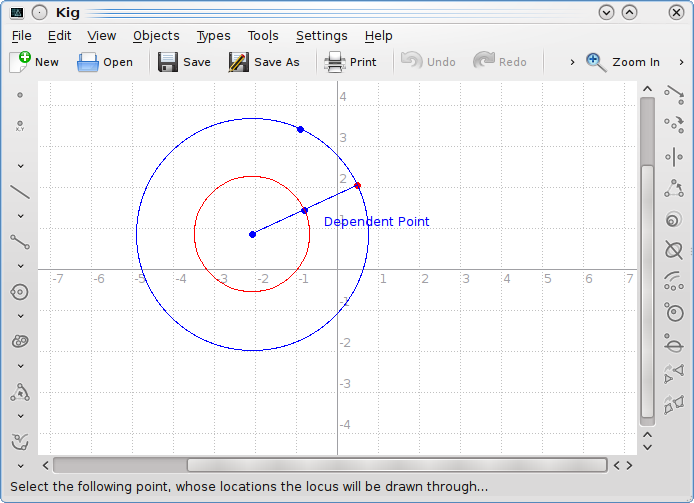 Kig
File Edit View Objects Types Tools Settings Help
New Open Save Save As Print Undo Redo Zoom In
X,Y
4
3
2
1
Dependent Point
-7 -6 -5 -4 -3 -2 -1 1 2 3 4 5 6 7
-1
-2
-3
-4
Select the following point, whose locations the locus will be drawn through...